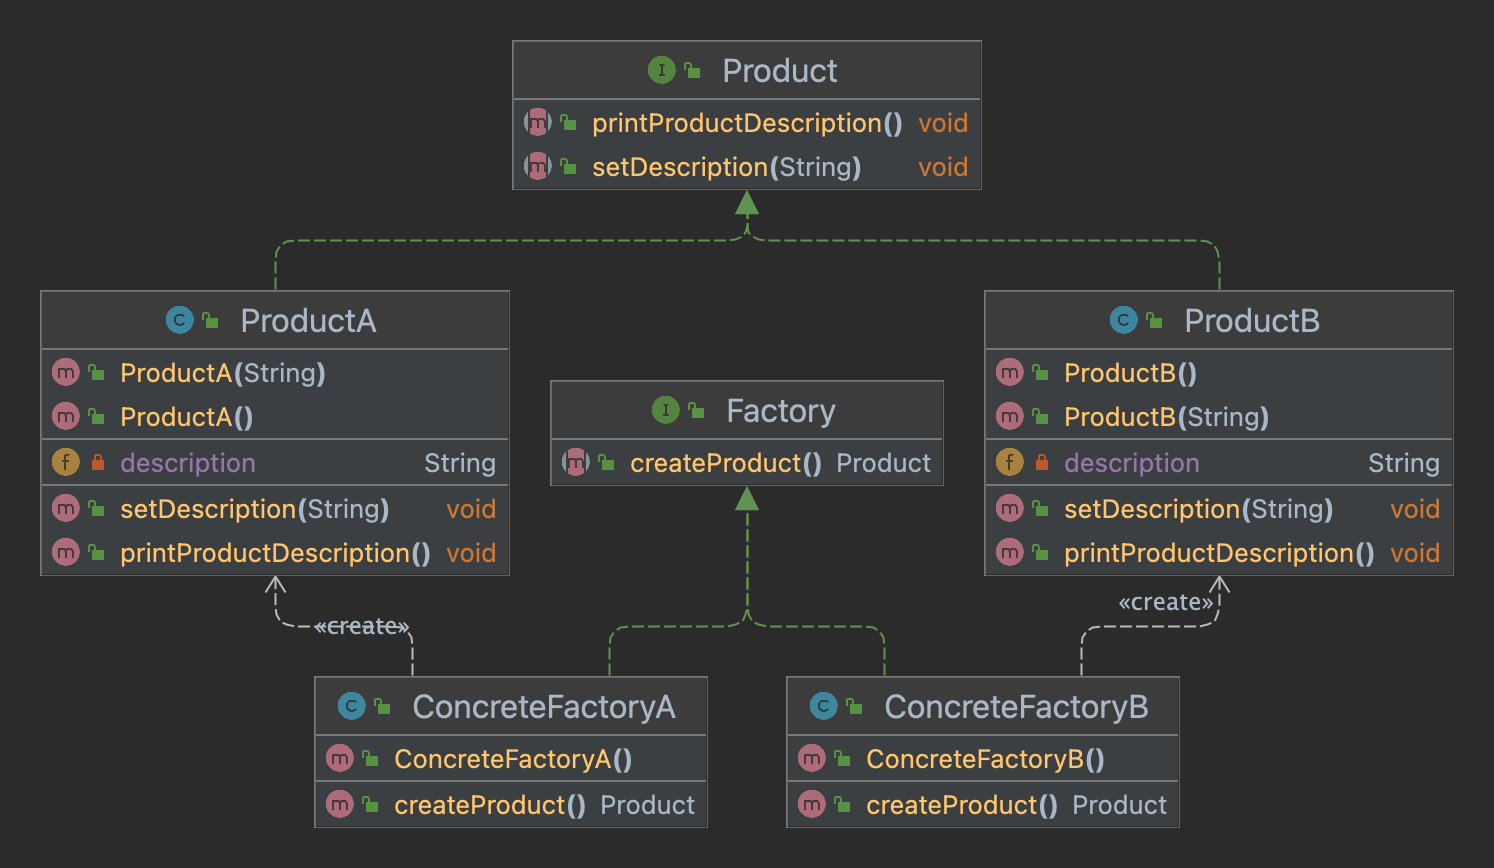 Product
printProductDescription() void
setDescription(String) void
ProductA
ProductA(String)
ProductA()
description String
setDescription(String) void
printProductDescription() void
Factory
createProduct() Product
ProductB
ProductB()
ProductB(String)
description String
setDescription(String) void
printProductDescription() void
«create»
«create»
ConcreteFactoryA
ConcreteFactoryA()
createProduct() Product
ConcreteFactoryB
ConcreteFactoryB()
createProduct() Product